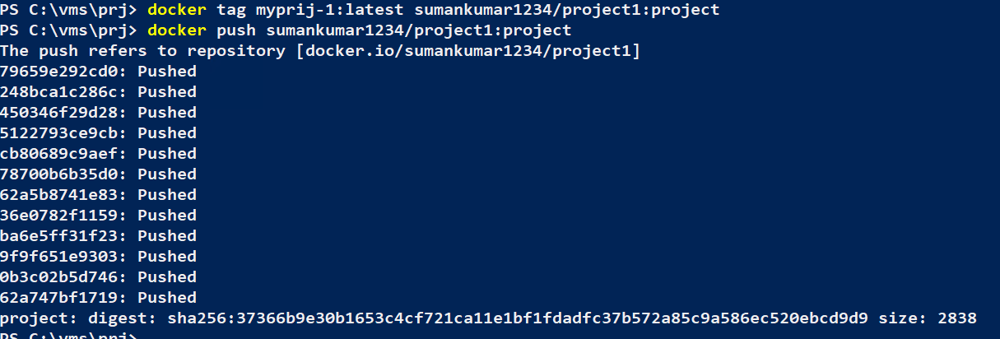 PS C:\vms\prj> docker tag myprij-1:latest sumankumar1234/project1:project
PS C:\vms\prj> docker push sumankumar1234/project1:project
The push refers to repository [docker.io/sumankumar1234/project1]
79659e292cd0: Pushed
248bca1c286c: Pushed
450346f29d28: Pushed
5122793ce9cb: Pushed
cb80689c9aef: Pushed
78700b6b35d0: Pushed
62a5b8741e83: Pushed
36e0782f1159: Pushed
ba6e5ff31f23: Pushed
9f9f651e9303: Pushed
0b3c02b5d746: Pushed
62a747bf1719: Pushed
project: digest: sha256:37366b9e30b1653c4cf721ca11e1bf1fdadfc37b572a85c9a586ec520ebcd9d9 size: 2838
PS C:\vms\prj>